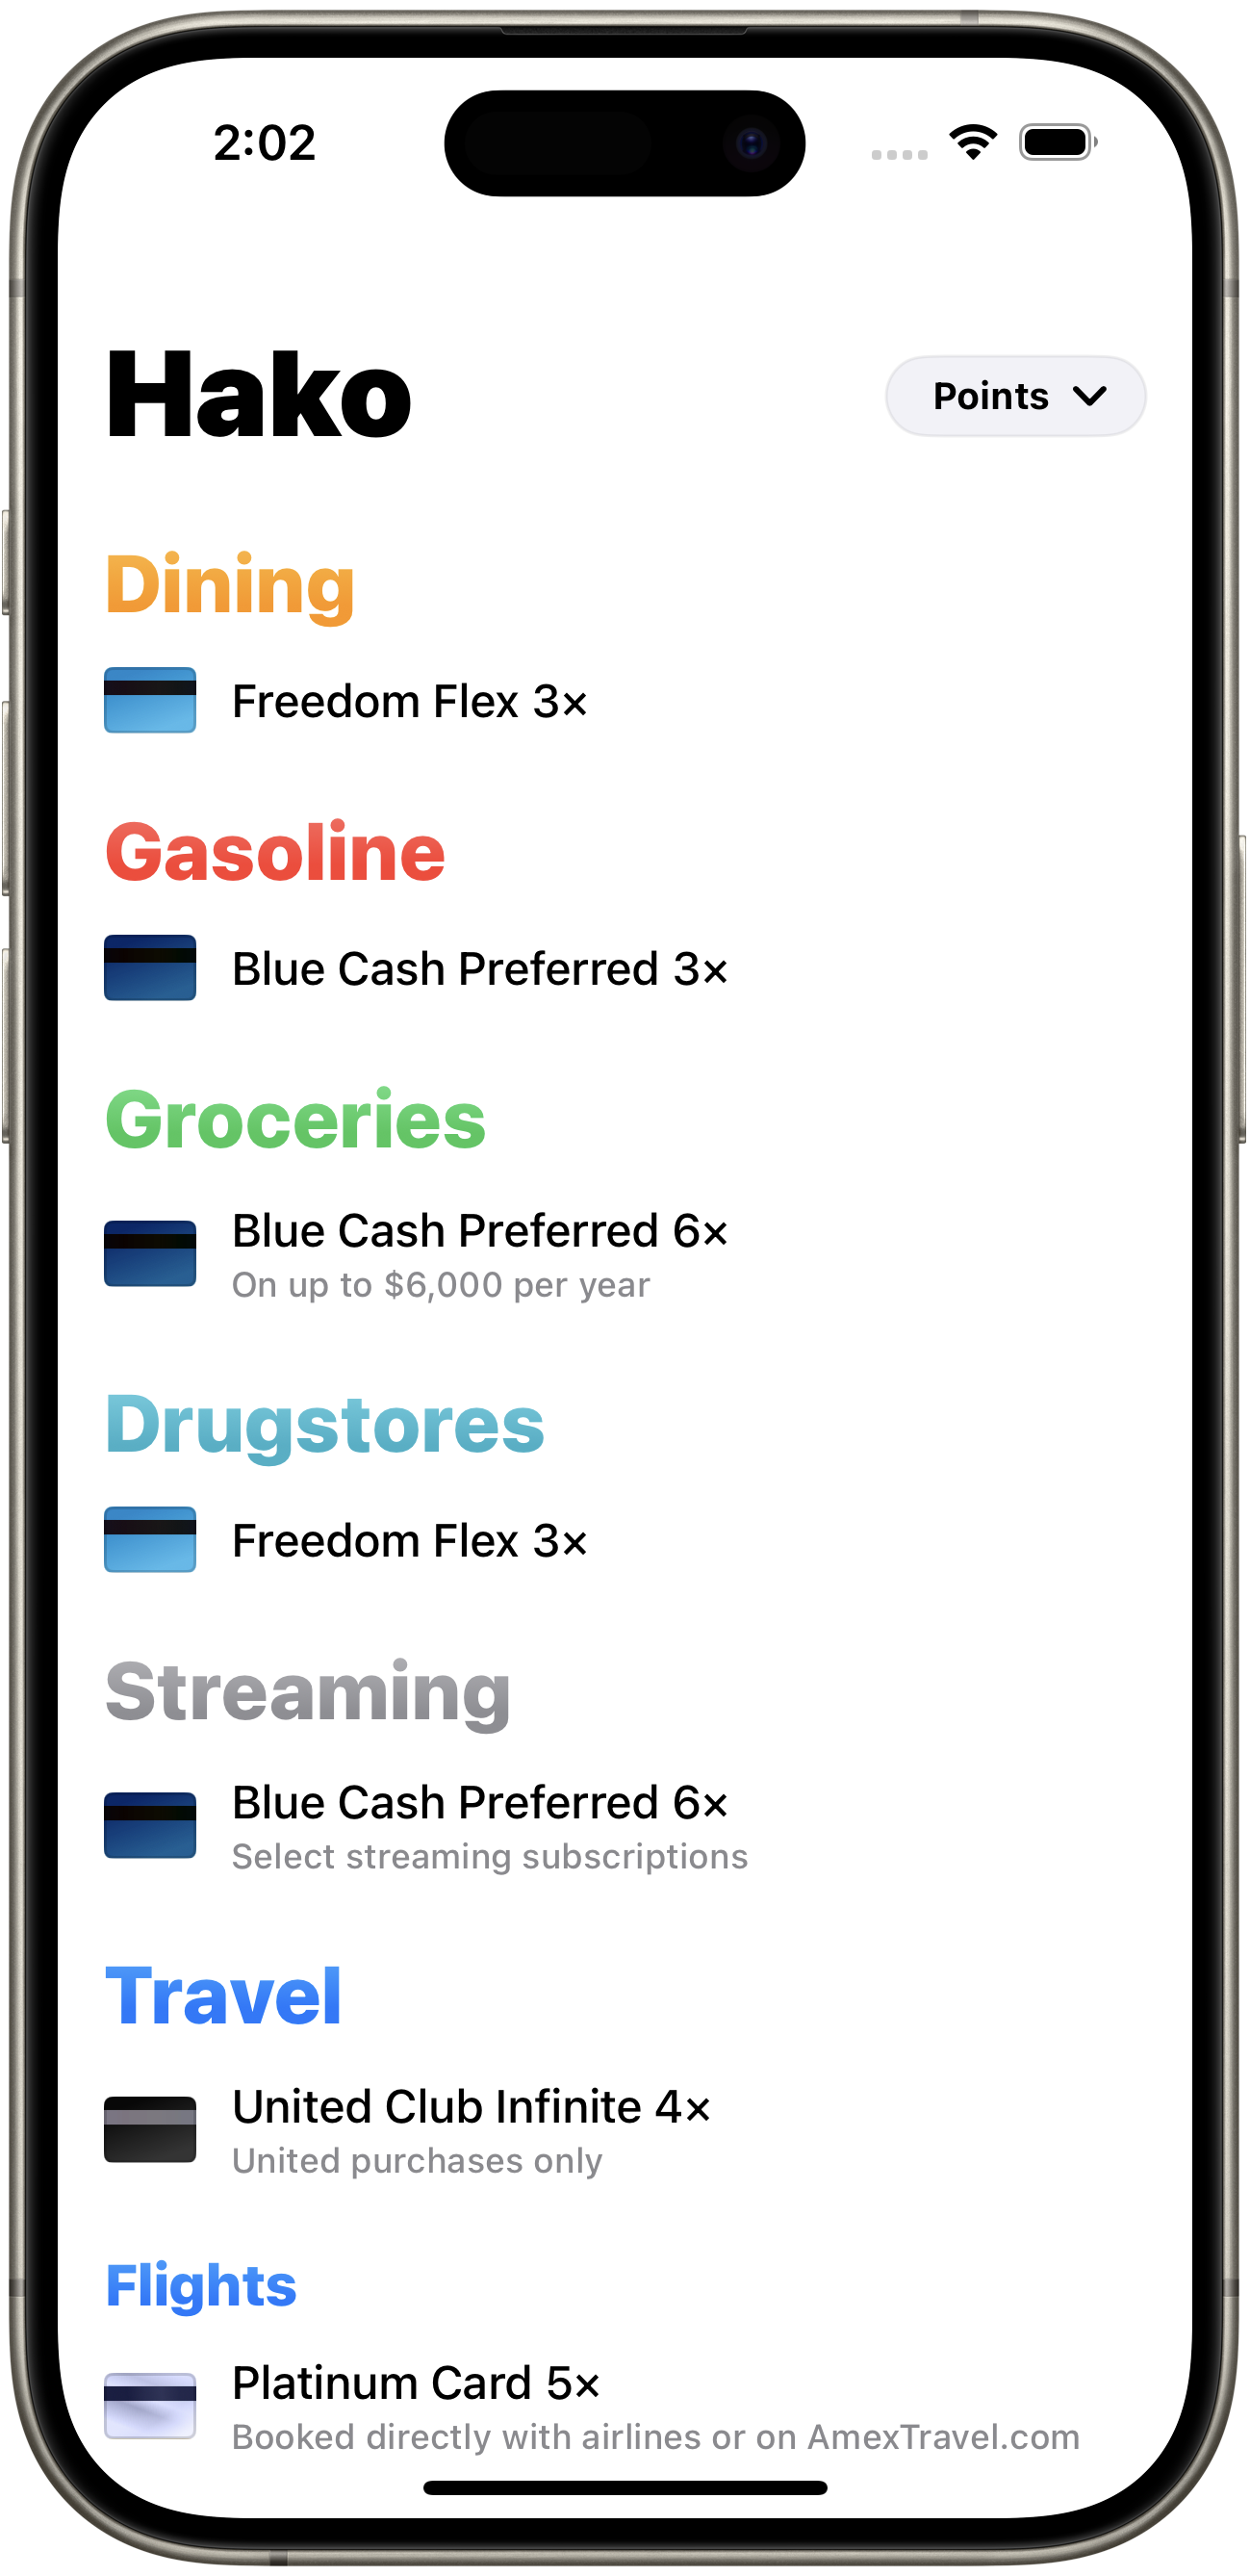 2:02
Hako
Points
Dining
Freedom Flex 3×
Gasoline
Blue Cash Preferred 3×
Groceries
Blue Cash Preferred 6×
On up to $6,000 per year
Drugstores
Freedom Flex 3×
Streaming
Blue Cash Preferred 6×
Select streaming subscriptions
Travel
United Club Infinite 4×
United purchases only
Flights
Platinum Card 5×
Booked directly with airlines or on AmexTravel.com